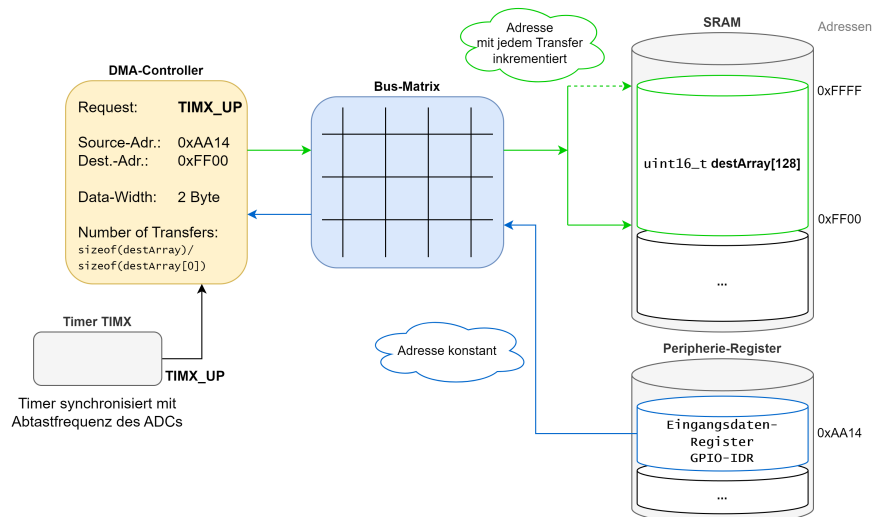 SRAM
Adressen
Adresse
mit jedem Transfer
inkrementiert
DMA-Controller
Bus-Matrix
Request: TIMX_UP
Source-Adr.: 0xAA14
Dest.-Adr.: 0xFF00
Data-Width: 2 Byte
Number of Transfers:
sizeof(destArray)/
sizeof(destArray[0])
0xFFFF
uint16_t destArray[128]
0xFF00
...
Timer TIMX
TIMX_UP
Timer synchronisiert mit
Abtastfrequenz des ADCs
Adresse konstant
Peripherie-Register
Eingangsdaten-
Register
GPIO-IDR
0xAA14
...